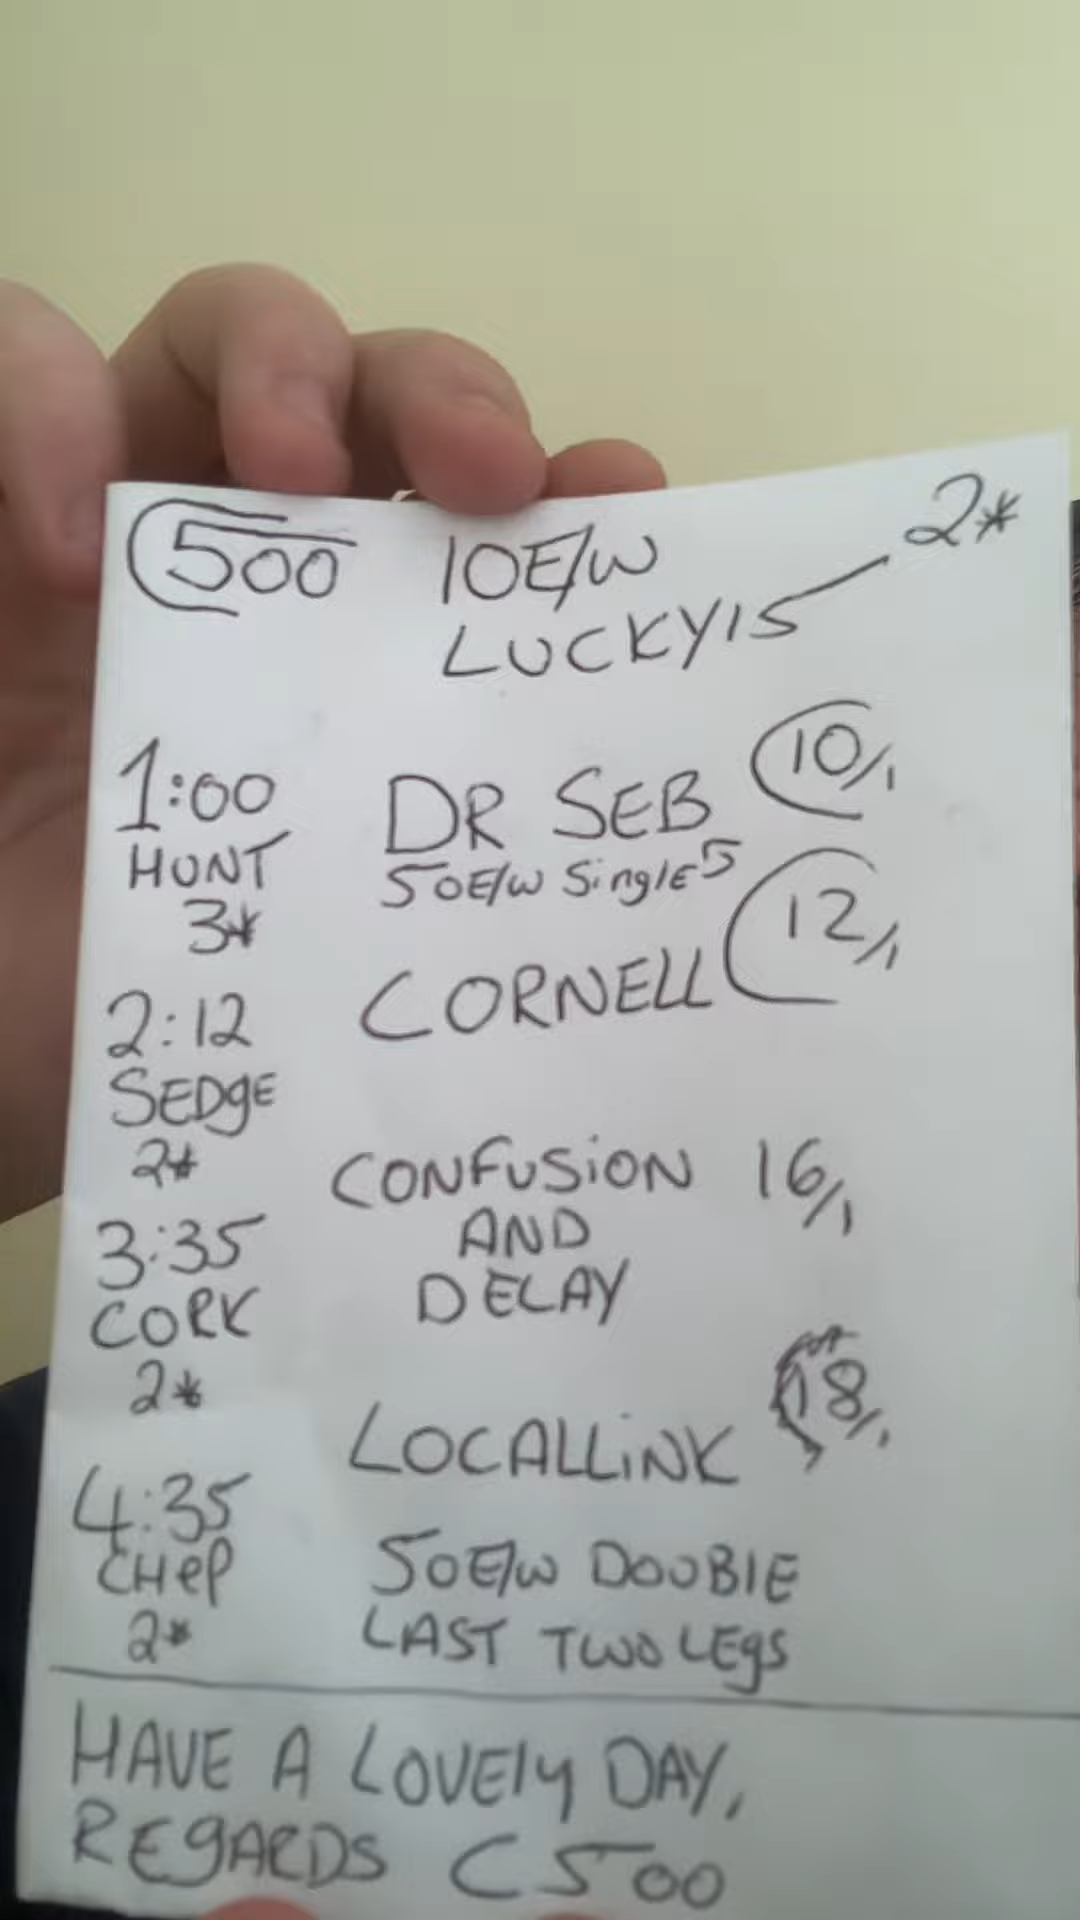 500 10E/W 2*
LUCKY15
1:00 DR SEB 10/1
HUNT 50E/W SinglES
3*
CORNELL 12/1
2:12
SEDgE
2*
CONFUSiON 16/1
AND
DELAY
3:35
CORK
2*
LOCALLiNK 18/1
4:35
CHeP 50E/W DOUBlE
2* LAST TWO LEgS
HAVE A LOVElY DAY,
REgARDS C500